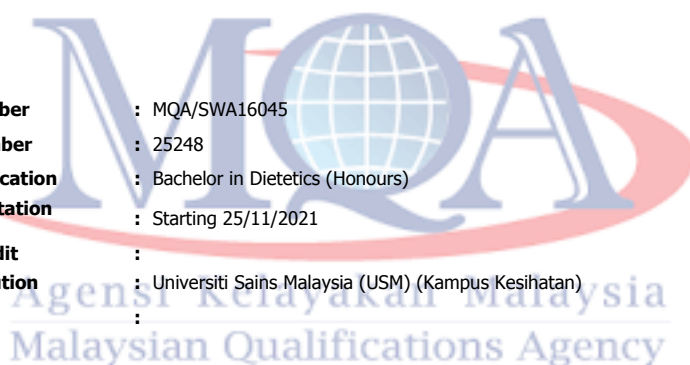 MQA
ber : MQA/SWA16045
ber : 25248
cation : Bachelor in Dietetics (Honours)
tation
: Starting 25/11/2021
dit :
tion : Universiti Sains Malaysia (USM) (Kampus Kesihatan)
:
Agensi Kelayakan Malaysia
Malaysian Qualifications Agency